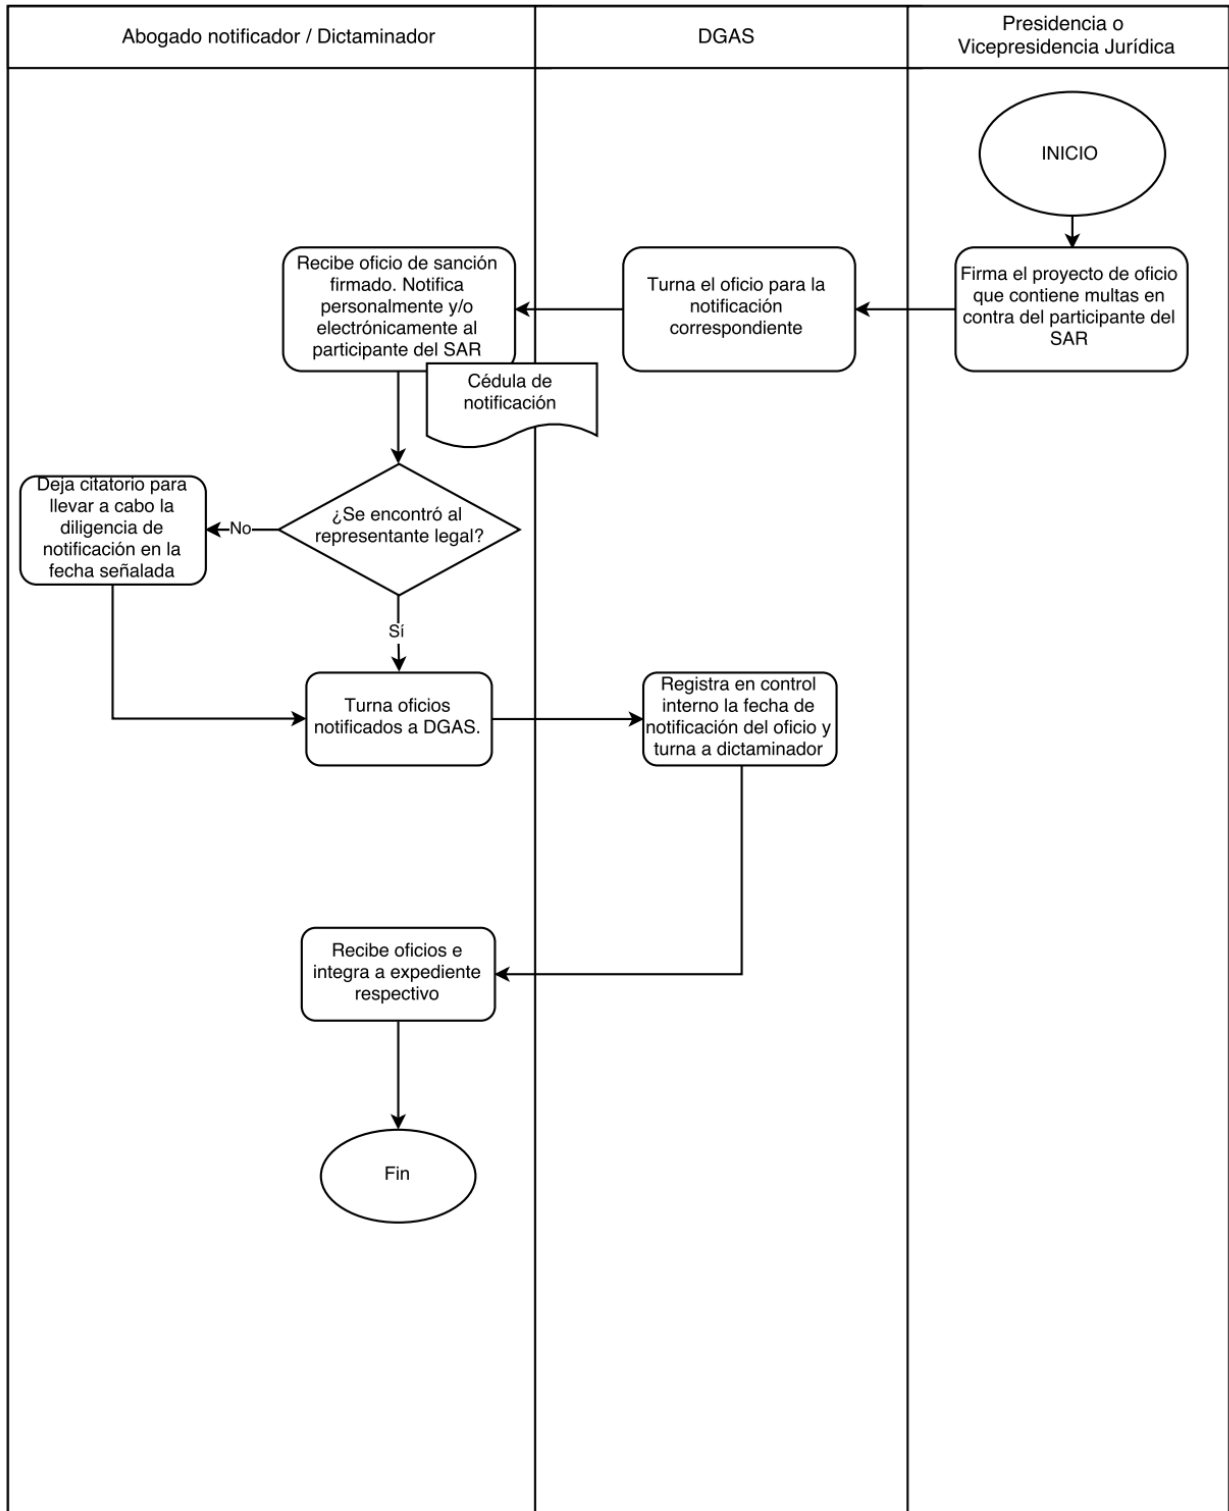 Abogado notificador / Dictaminador
DGAS
Presidencia o
Vicepresidencia Jurídica
INICIO
Firma el proyecto de oficio
que contiene multas en
contra del participante del
SAR
Turna el oficio para la
notificación
correspondiente
Recibe oficio de sanción
firmado. Notifica
personalmente y/o
electrónicamente al
participante del SAR
Cédula de
notificación
¿Se encontró al
representante legal?
No
Deja citatorio para
llevar a cabo la
diligencia de
notificación en la
fecha señalada
Sí
Turna oficios
notificados a DGAS.
Registra en control
interno la fecha de
notificación del oficio y
turna a dictaminador
Recibe oficios e
integra a expediente
respectivo
Fin